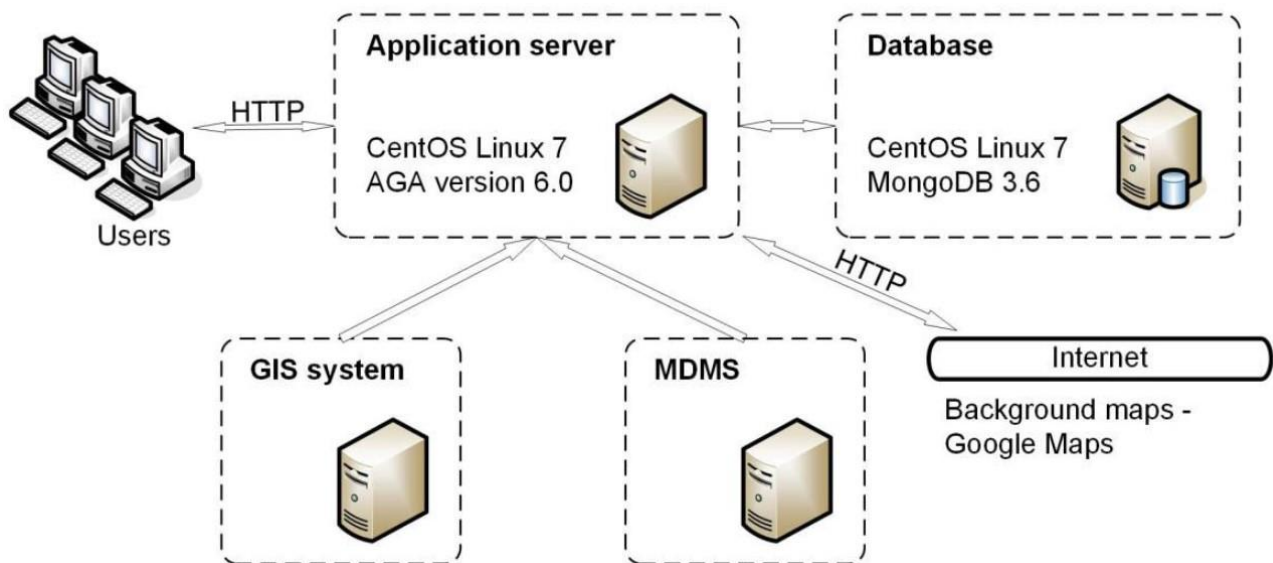 Application server
Database
HTTP
CentOS Linux 7
AGA version 6.0
CentOS Linux 7
MongoDB 3.6
Users
HTTP
GIS system
MDMS
Internet
Background maps -
Google Maps